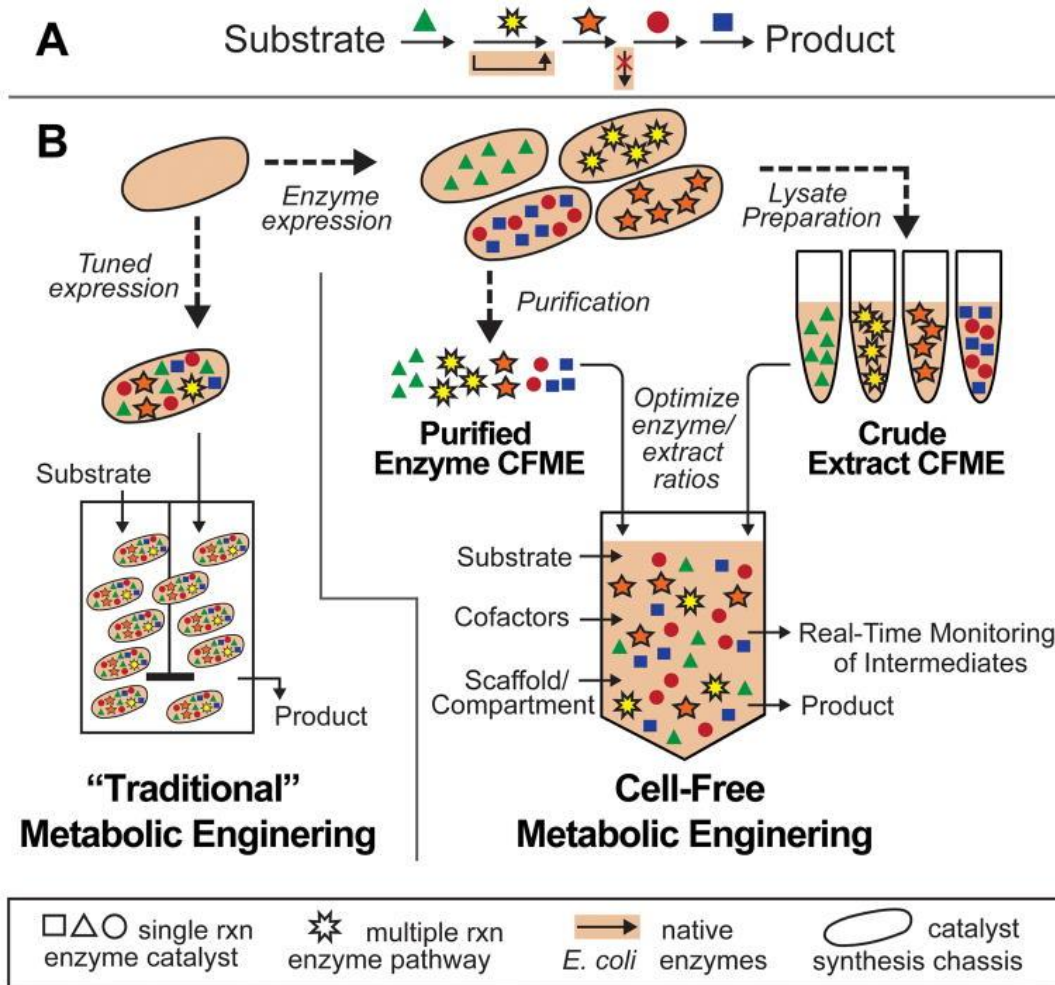 A
Substrate
Product
B
Enzyme
expression
Tuned
expression
Lysate
Preparation
Purification
Purified
Enzyme CFME
Optimize
enzyme/
extract
ratios
Crude
Extract CFME
Substrate
Product
"Traditional"
Metabolic Enginering
Substrate
Cofactors
Scaffold/
Compartment
Real-Time Monitoring
of Intermediates
Product
Cell-Free
Metabolic Enginering
single rxn
enzyme catalyst
multiple rxn
enzyme pathway
native
E. coli enzymes
catalyst
synthesis chassis